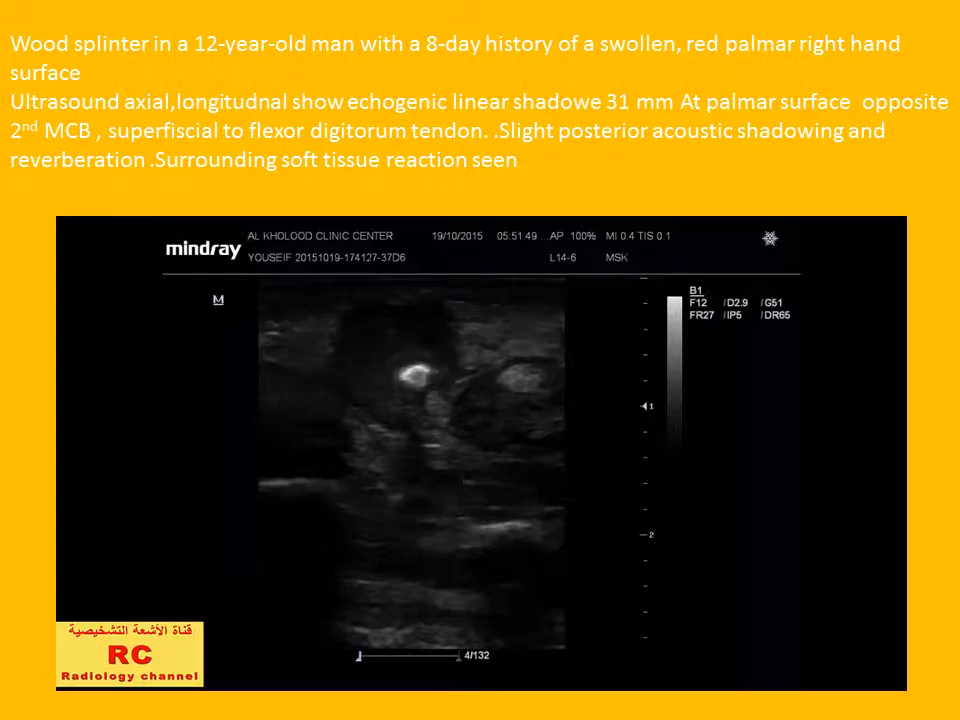 Wood splinter in a 12-year-old man with a 8-day history of a swollen, red palmar right hand
surface
Ultrasound axial,longitudnal show echogenic linear shadowe 31 mm At palmar surface opposite
2nd MCB , superfiscial to flexor digitorum tendon. .Slight posterior acoustic shadowing and
reverberation .Surrounding soft tissue reaction seen
mindray
AL KHOLOOD CLINIC CENTER 19/10/2015 05:51:49 ...AP 100% MI 0.4 TIS 0.1
YOUSEIF 20151019-174127-37D6 L14-6 MSK
M
B1
F12 /D2.9 /G51
FR27 /IP5 /DR65
1
2
4/132
قناة الأشعة التشخيصية
RC
Radiology channel